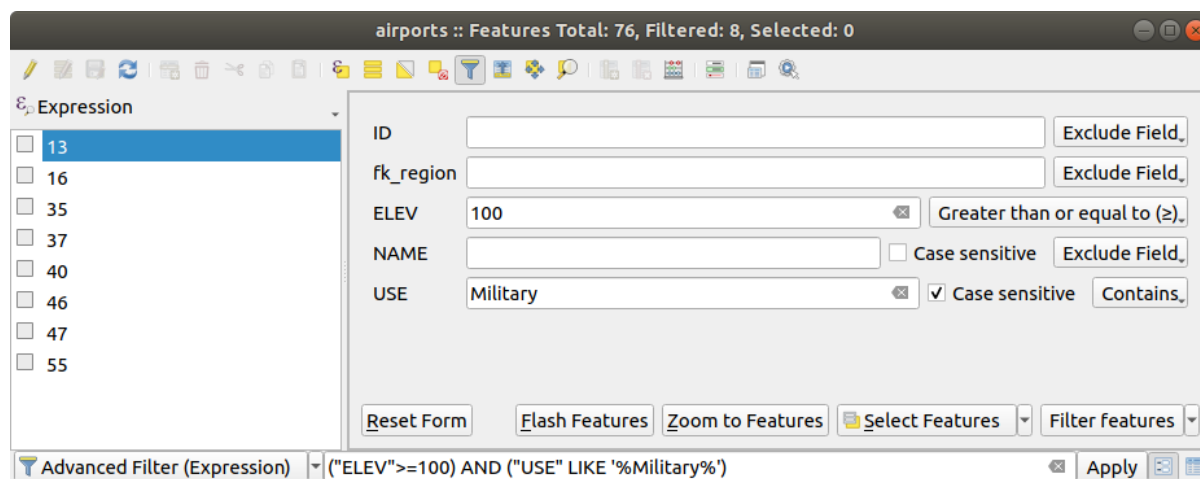 airports :: Features Total: 76, Filtered: 8, Selected: 0
Expression
13
16
35
37
40
46
47
55
ID Exclude Field
fk_region Exclude Field
ELEV 100 Greater than or equal to (≥)
NAME Case sensitive Exclude Field
USE Military Case sensitive Contains
Reset Form Flash Features Zoom to Features Select Features Filter features
Advanced Filter (Expression) ("ELEV">=100) AND ("USE" LIKE '%Military%') Apply